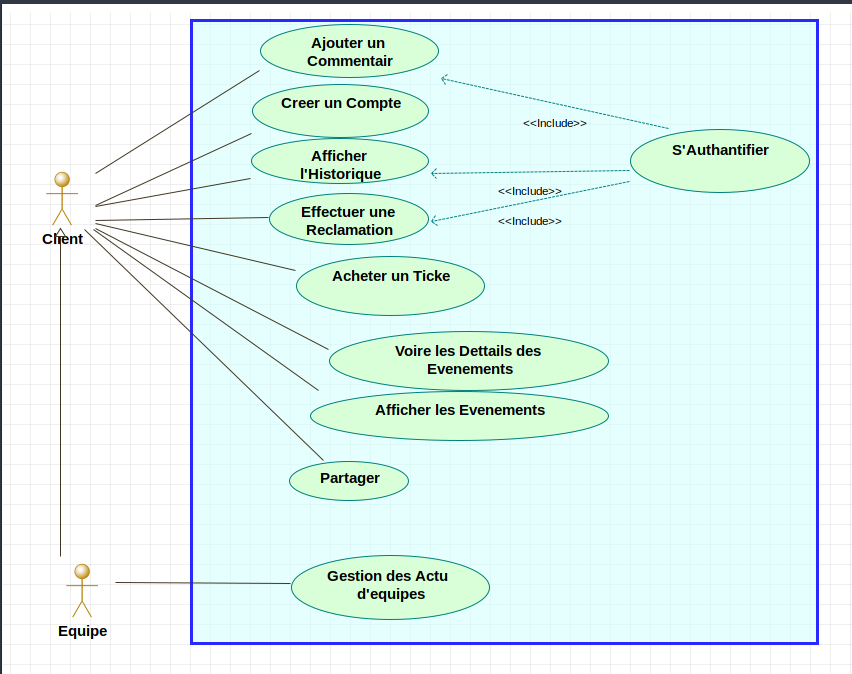 Ajouter un
Commentair
Creer un Compte
<<Include>>
S'Authantifier
Afficher
l'Historique
<<Include>>
Effectuer une
Reclamation
<<Include>>
Client
Acheter un Ticke
Voire les Dettails des
Evenements
Afficher les Evenements
Partager
Gestion des Actu
d'equipes
Equipe